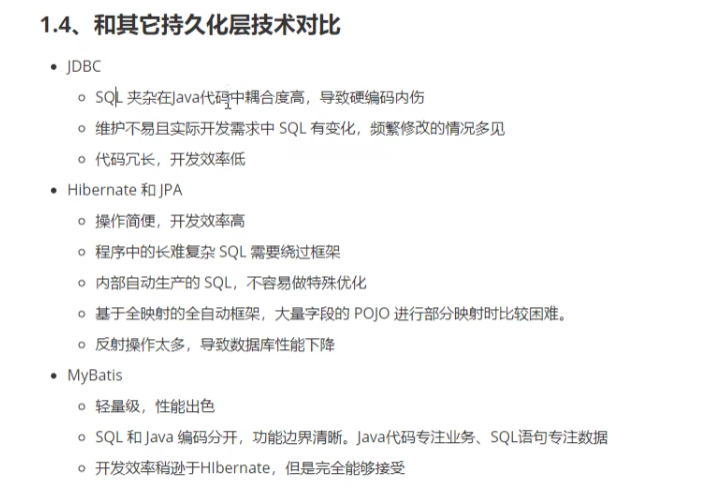 1.4、和其它持久化层技术对比
JDBC
SQL 夹杂在Java代码中耦合度高，导致硬编码内伤
维护不易且实际开发需求中 SQL 有变化，频繁修改的情况多见
代码冗长，开发效率低
Hibernate 和 JPA
操作简便，开发效率高
程序中的长难复杂 SQL 需要绕过框架
内部自动生产的 SQL，不容易做特殊优化
基于全映射的全自动框架，大量字段的 POJO 进行部分映射时比较困难。
反射操作太多，导致数据库性能下降
MyBatis
轻量级，性能出色
SQL 和 Java 编码分开，功能边界清晰。Java代码专注业务、SQL语句专注数据
开发效率稍逊于HIbernate，但是完全能够接受